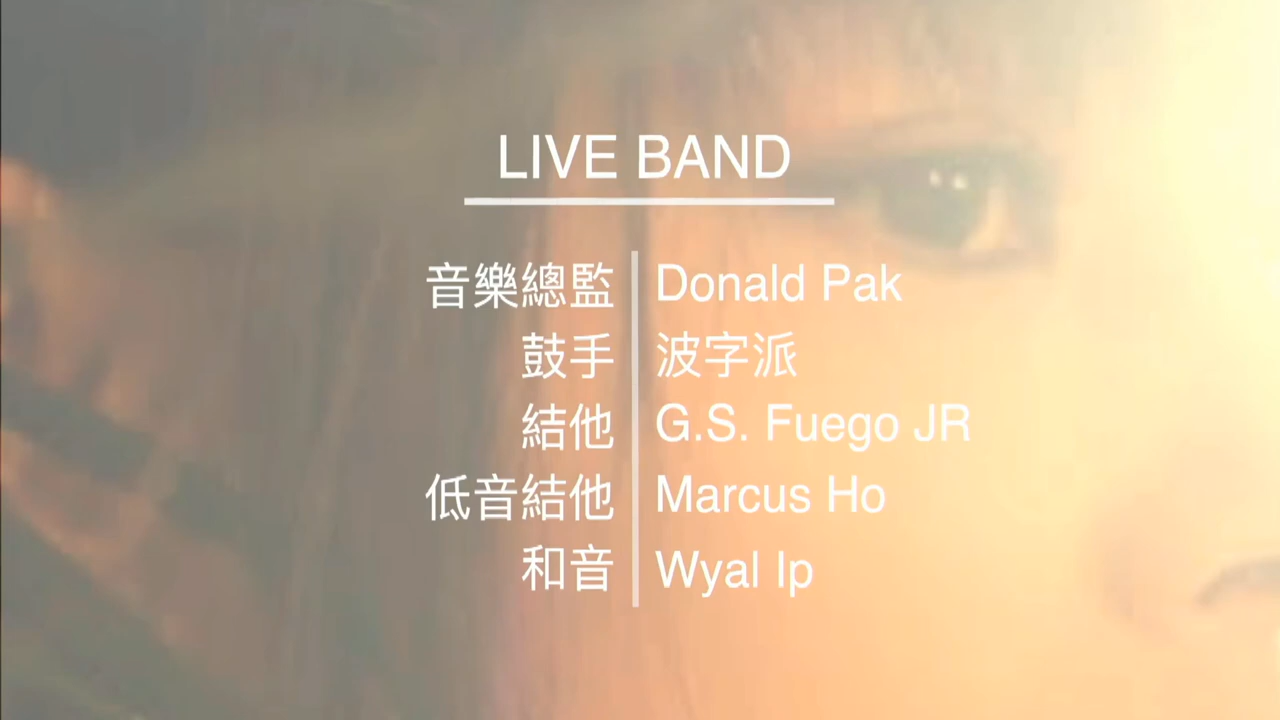 LIVE BAND
音樂總監 Donald Pak
鼓手 波字派
結他 G.S. Fuego JR
低音結他 Marcus Ho
和音 Wyal Ip